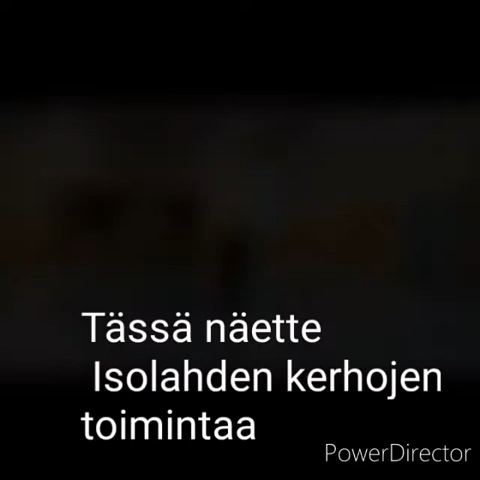 Tässä näette
Isolahden kerhojen
toimintaa
PowerDirector